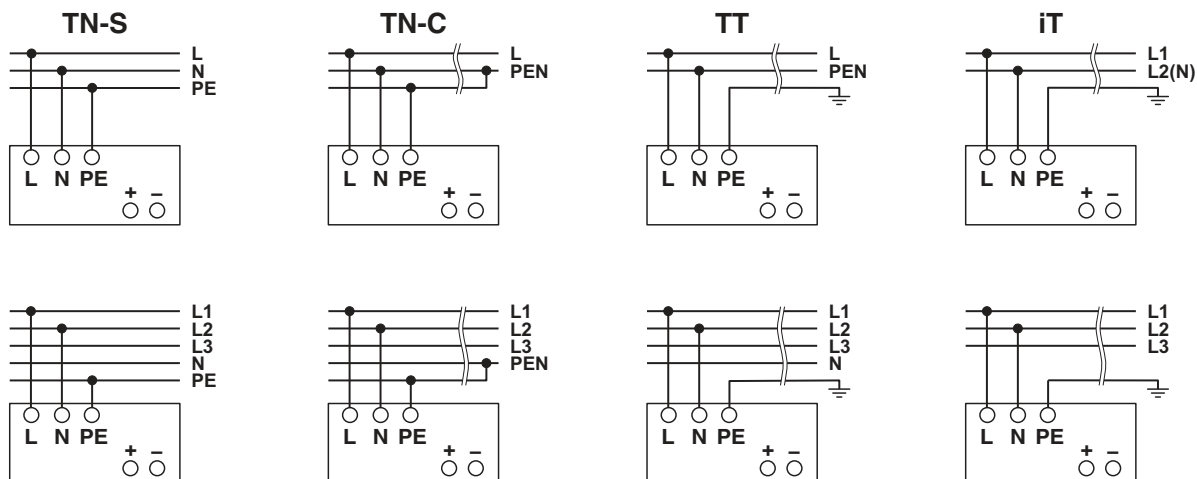 TN-S
L
N
PE
L N PE
+ –
TN-C
L
PEN
L N PE
+ –
TT
L
PEN
L N PE
+ –
iT
L1
L2(N)
L N PE
+ –
L1
L2
L3
N
PE
L N PE
+ –
L1
L2
L3
PEN
L N PE
+ –
L1
L2
L3
N
L N PE
+ –
L1
L2
L3
L N PE
+ –